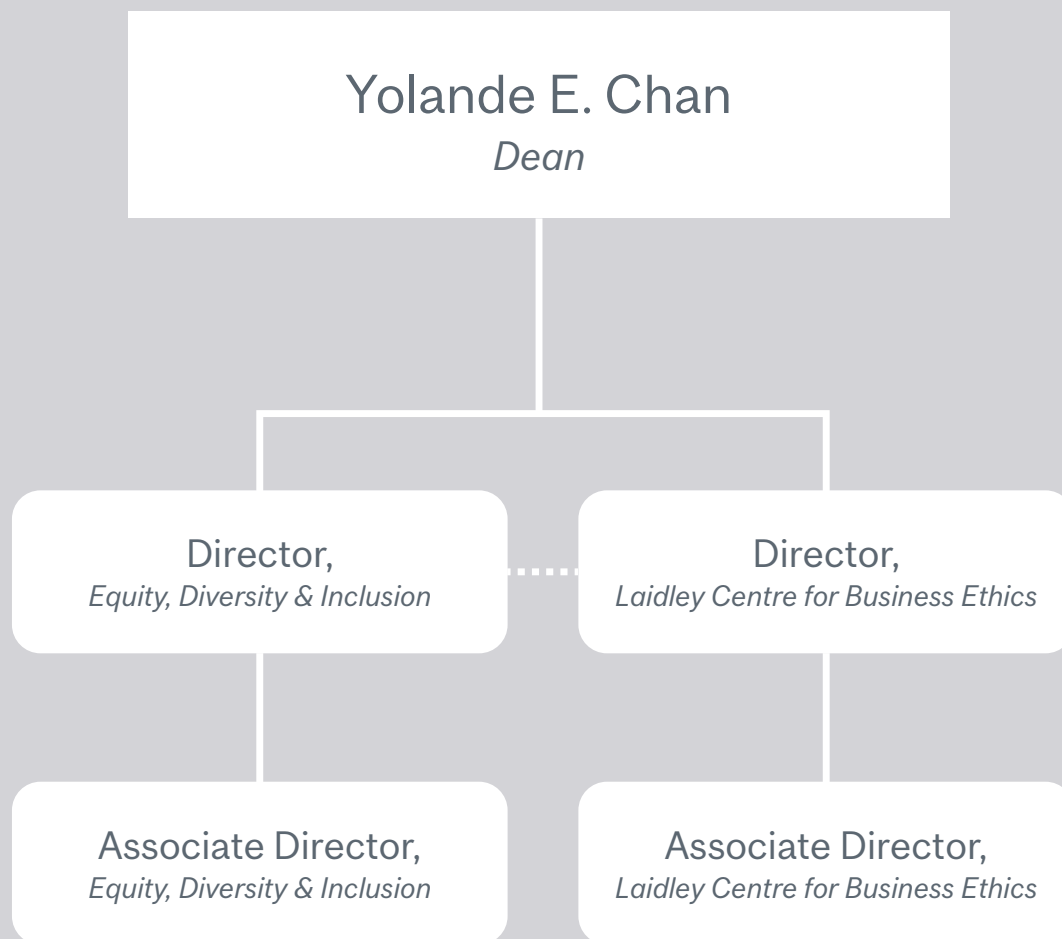 Yolande E. Chan
Dean
Director,
Equity, Diversity & Inclusion
Director,
Laidley Centre for Business Ethics
Associate Director,
Equity, Diversity & Inclusion
Associate Director,
Laidley Centre for Business Ethics